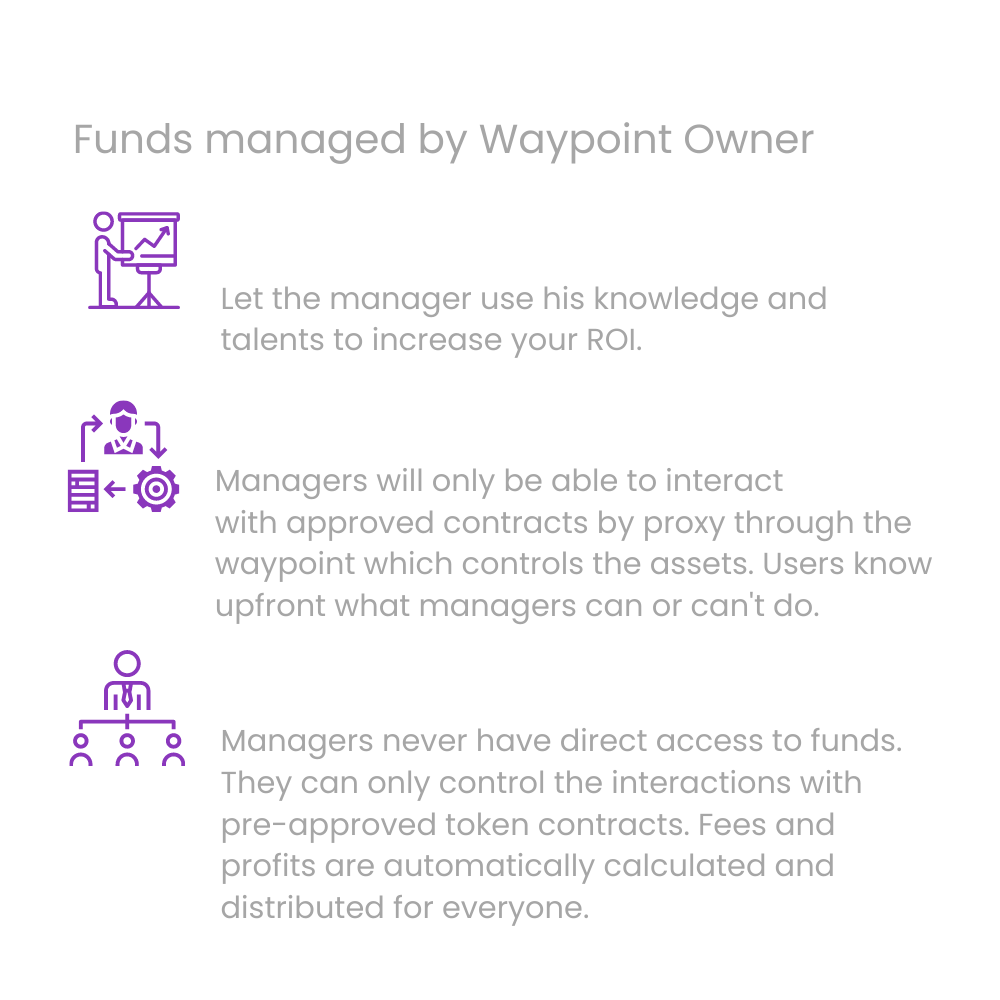 Funds managed by Waypoint Owner
Let the manager use his knowledge and
talents to increase your ROI.
Managers will only be able to interact
with approved contracts by proxy through the
waypoint which controls the assets. Users know
upfront what managers can or can't do.
Managers never have direct access to funds.
They can only control the interactions with
pre-approved token contracts. Fees and
profits are automatically calculated and
distributed for everyone.